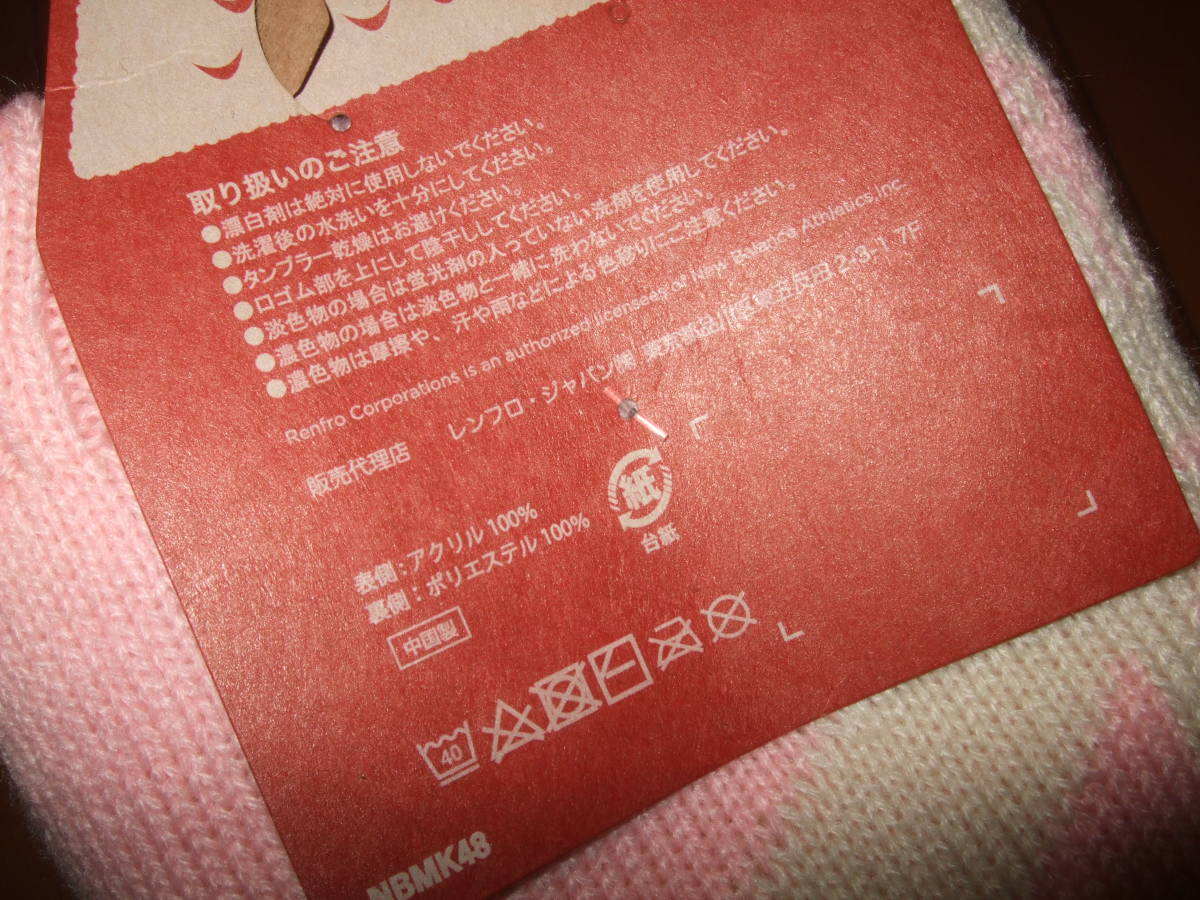 取り扱いのご注意
●漂白剤は絶対に使用しないでください。
●洗濯後の水洗いを十分にしてください。
●タンブラー乾燥はお避けください。
●口ゴム部を上にして陰干ししてください。
●淡色物の場合は蛍光剤の入っていない洗剤を使用してください。
●濃色物の場合は淡色物と一緒に洗わないでください。
●濃色物は摩擦や、汗や雨などによる色移りにご注意ください。
Renfro Corporations is an authorized licensees of New Balance Athletics, Inc.
販売代理店 レンフロ・ジャパン㈱ 東京都品川区東五反田 2-3-1 7F
紙
台紙
表側：アクリル 100%
裏側：ポリエステル 100%
中国製
40
NBMK48